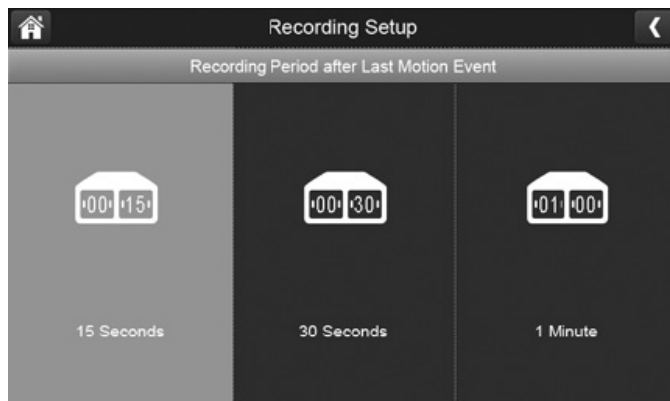 Recording Setup
Recording Period after Last Motion Event
00 15
00 30
01 00
15 Seconds
30 Seconds
1 Minute